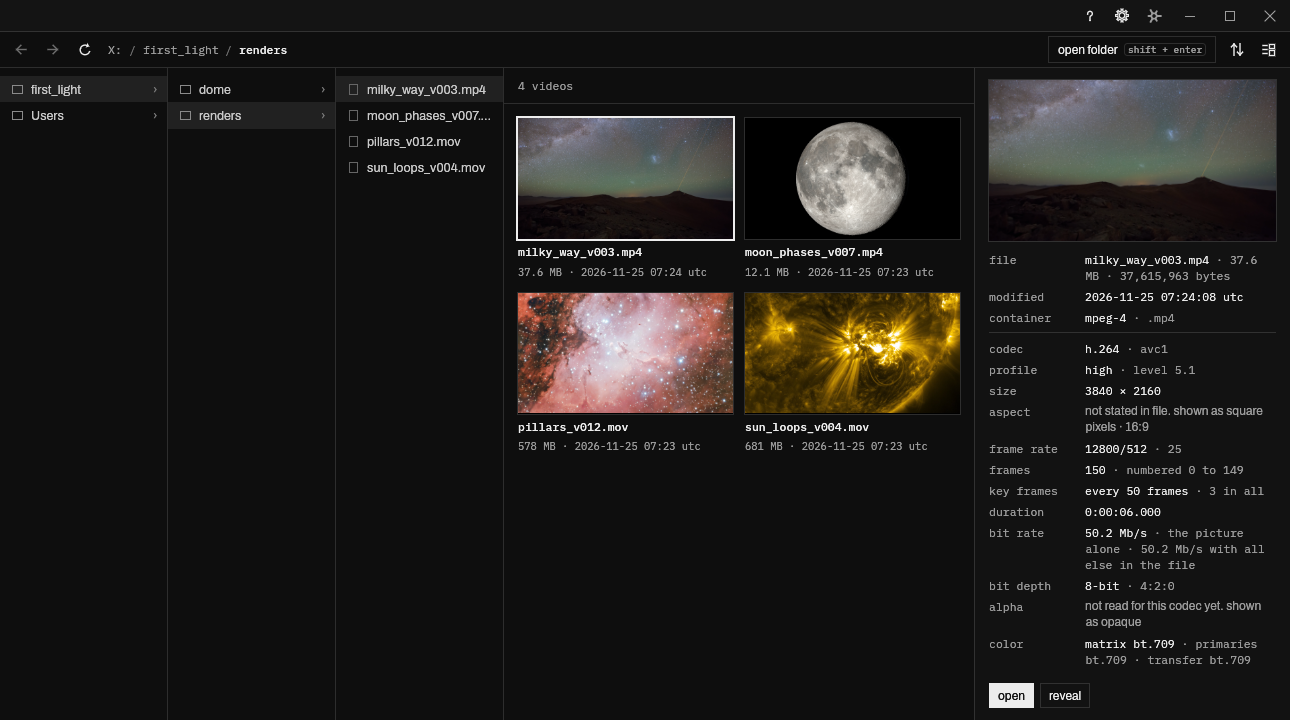 X: / first_light / renders
open folder shift + enter
first_light ›
Users ›
dome ›
renders ›
milky_way_v003.mp4
moon_phases_v007....
pillars_v012.mov
sun_loops_v004.mov
4 videos
milky_way_v003.mp4
37.6 MB · 2026-11-25 07:24 utc
moon_phases_v007.mp4
12.1 MB · 2026-11-25 07:23 utc
pillars_v012.mov
578 MB · 2026-11-25 07:23 utc
sun_loops_v004.mov
681 MB · 2026-11-25 07:23 utc
file milky_way_v003.mp4 · 37.6
MB · 37,615,963 bytes
modified 2026-11-25 07:24:08 utc
container mpeg-4 · .mp4
codec h.264 · avc1
profile high · level 5.1
size 3840 × 2160
aspect not stated in file. shown as square
pixels · 16:9
frame rate 12800/512 · 25
frames 150 · numbered 0 to 149
key frames every 50 frames · 3 in all
duration 0:00:06.000
bit rate 50.2 Mb/s · the picture
alone · 50.2 Mb/s with all
else in the file
bit depth 8-bit · 4:2:0
alpha not read for this codec yet. shown
as opaque
color matrix bt.709 · primaries
bt.709 · transfer bt.709
open reveal